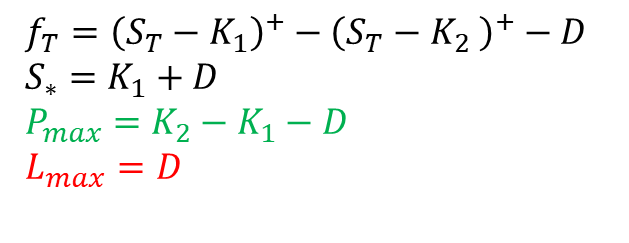 f_T = (S_T − K_1)^+ − (S_T − K_2 )^+ − D
S_* = K_1 + D
P_max = K_2 − K_1 − D
L_max = D